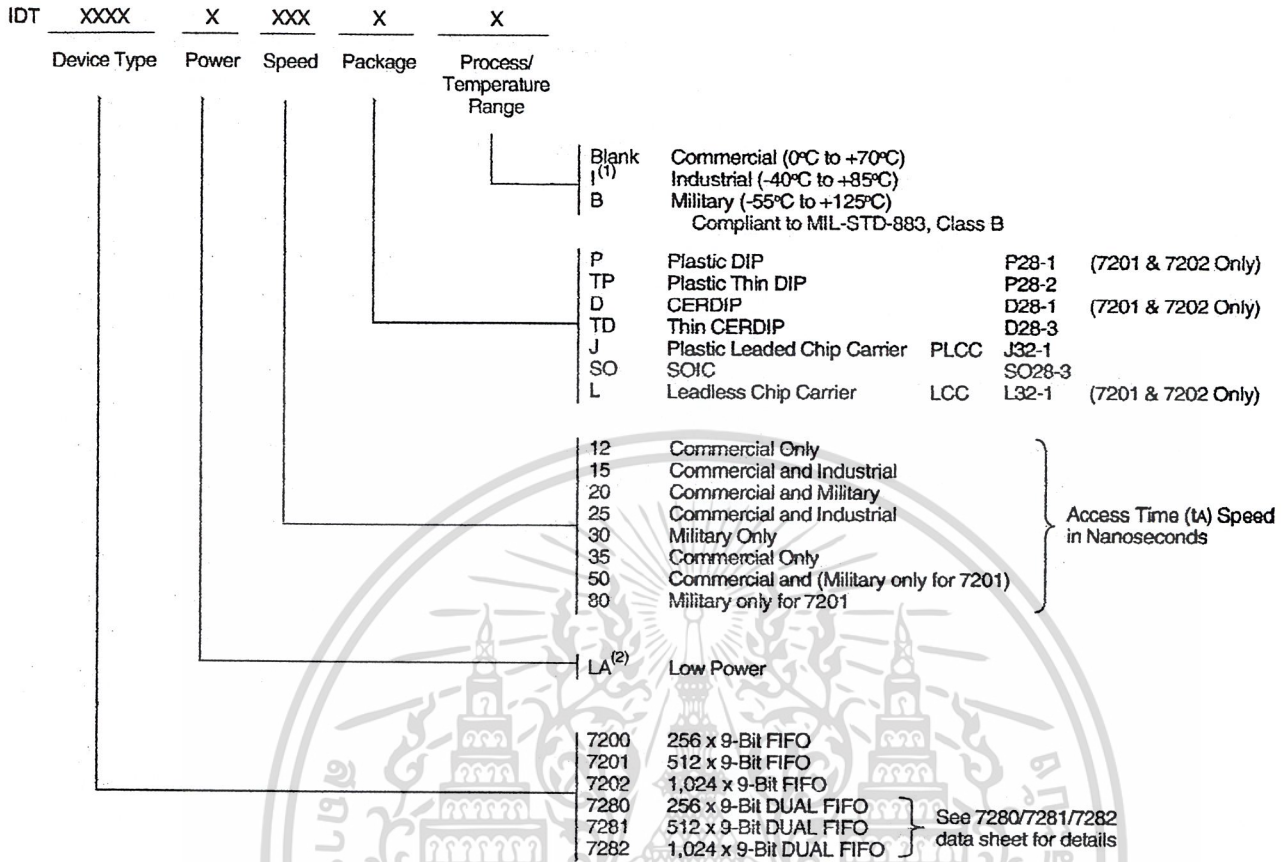 IDT XXXX X XXX X X
Device Type Power Speed Package Process/
Temperature
Range
Blank Commercial (0°C to +70°C)
I(1) Industrial (-40°C to +85°C)
B Military (-55°C to +125°C)
Compliant to MIL-STD-883, Class B
P Plastic DIP P28-1 (7201 & 7202 Only)
TP Plastic Thin DIP P28-2
D CERDIP D28-1 (7201 & 7202 Only)
TD Thin CERDIP D28-3
J Plastic Leaded Chip Carrier PLCC J32-1
SO SOIC SO28-3
L Leadless Chip Carrier LCC L32-1 (7201 & 7202 Only)
12 Commercial Only
15 Commercial and Industrial
20 Commercial and Military
25 Commercial and Industrial
30 Military Only
35 Commercial Only
50 Commercial and (Military only for 7201)
80 Military only for 7201
Access Time (tA) Speed
in Nanoseconds
LA(2) Low Power
7200 256 x 9-Bit FIFO
7201 512 x 9-Bit FIFO
7202 1,024 x 9-Bit FIFO
7280 256 x 9-Bit DUAL FIFO
7281 512 x 9-Bit DUAL FIFO
7282 1,024 x 9-Bit DUAL FIFO
See 7280/7281/7282
data sheet for details